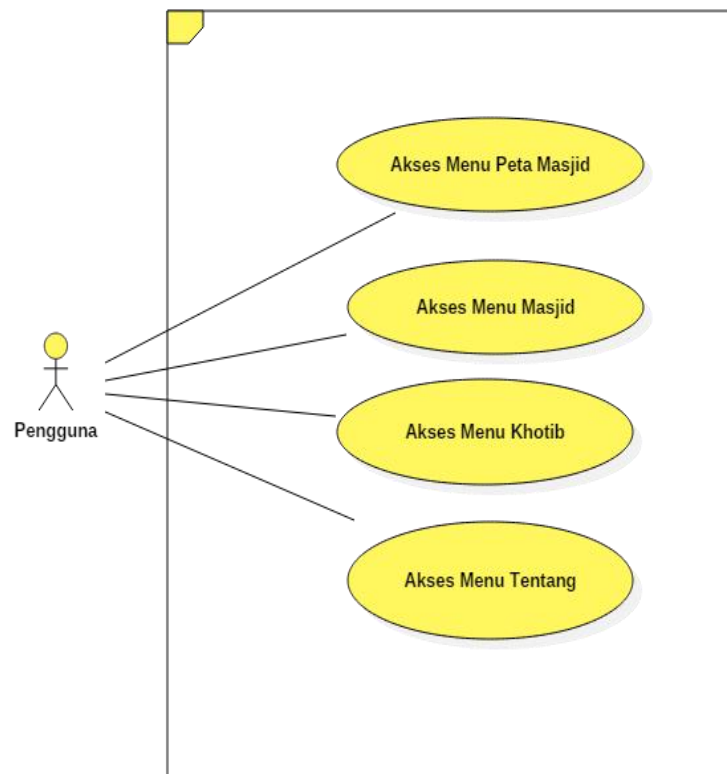 Akses Menu Peta Masjid
Akses Menu Masjid
Akses Menu Khotib
Pengguna
Akses Menu Tentang